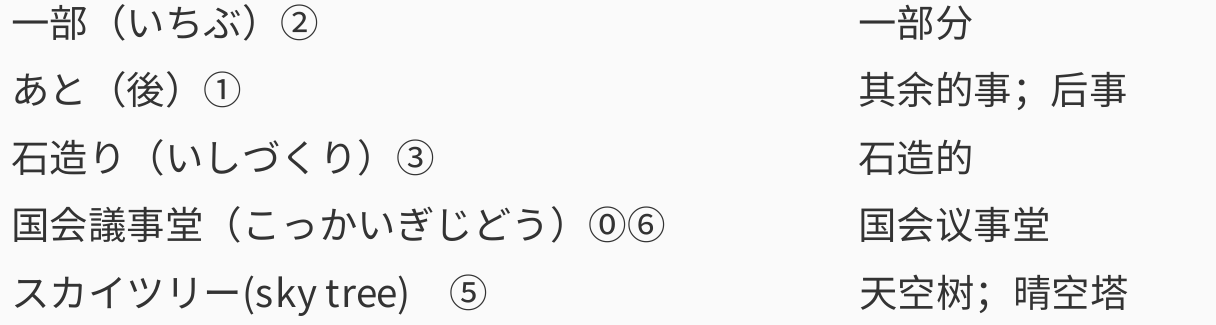 一部（いちぶ）② 一部分
あと（後）① 其余的事；后事
石造り（いしづくり）③ 石造的
国会議事堂（こっかいぎじどう）⓪⑥ 国会议事堂
スカイツリー(sky tree)　⑤ 天空树；晴空塔